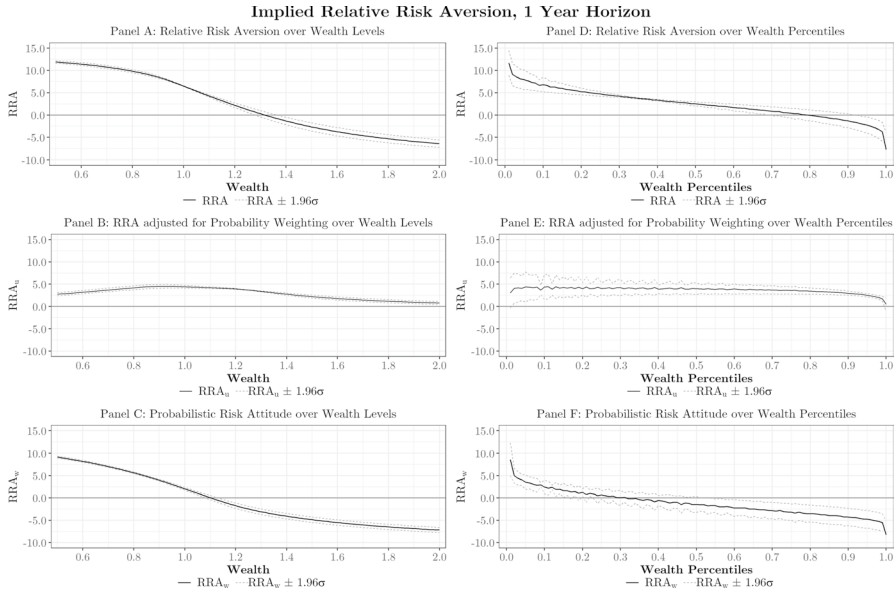 Implied Relative Risk Aversion, 1 Year Horizon
Panel A: Relative Risk Aversion over Wealth Levels
15.0
10.0
5.0
0.0
-5.0
-10.0
RRA
0.6 0.8 1.0 1.2 1.4 1.6 1.8 2.0
Wealth
RRA RRA ± 1.96σ
Panel D: Relative Risk Aversion over Wealth Percentiles
15.0
10.0
5.0
0.0
-5.0
-10.0
RRA
0.0 0.1 0.2 0.3 0.4 0.5 0.6 0.7 0.8 0.9 1.0
Wealth Percentiles
RRA RRA ± 1.96σ
Panel B: RRA adjusted for Probability Weighting over Wealth Levels
15.0
10.0
5.0
0.0
-5.0
-10.0
RRAu
0.6 0.8 1.0 1.2 1.4 1.6 1.8 2.0
Wealth
RRAu RRAu ± 1.96σ
Panel E: RRA adjusted for Probability Weighting over Wealth Percentiles
15.0
10.0
5.0
0.0
-5.0
-10.0
RRAu
0.0 0.1 0.2 0.3 0.4 0.5 0.6 0.7 0.8 0.9 1.0
Wealth Percentiles
RRAu RRAu ± 1.96σ
Panel C: Probabilistic Risk Attitude over Wealth Levels
15.0
10.0
5.0
0.0
-5.0
-10.0
RRAw
0.6 0.8 1.0 1.2 1.4 1.6 1.8 2.0
Wealth
RRAw RRAw ± 1.96σ
Panel F: Probabilistic Risk Attitude over Wealth Percentiles
15.0
10.0
5.0
0.0
-5.0
-10.0
RRAw
0.0 0.1 0.2 0.3 0.4 0.5 0.6 0.7 0.8 0.9 1.0
Wealth Percentiles
RRAw RRAw ± 1.96σ